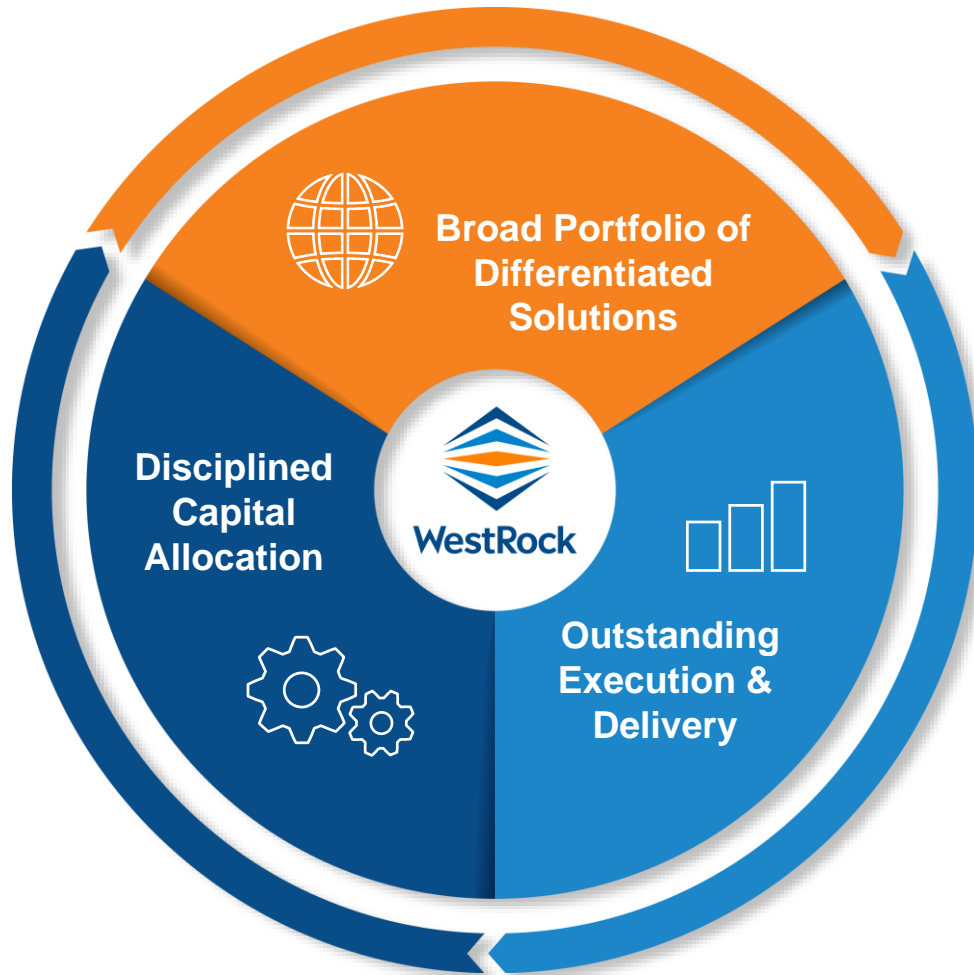 Broad Portfolio of
Differentiated
Solutions
Disciplined
Capital
Allocation
WestRock
Outstanding
Execution &
Delivery